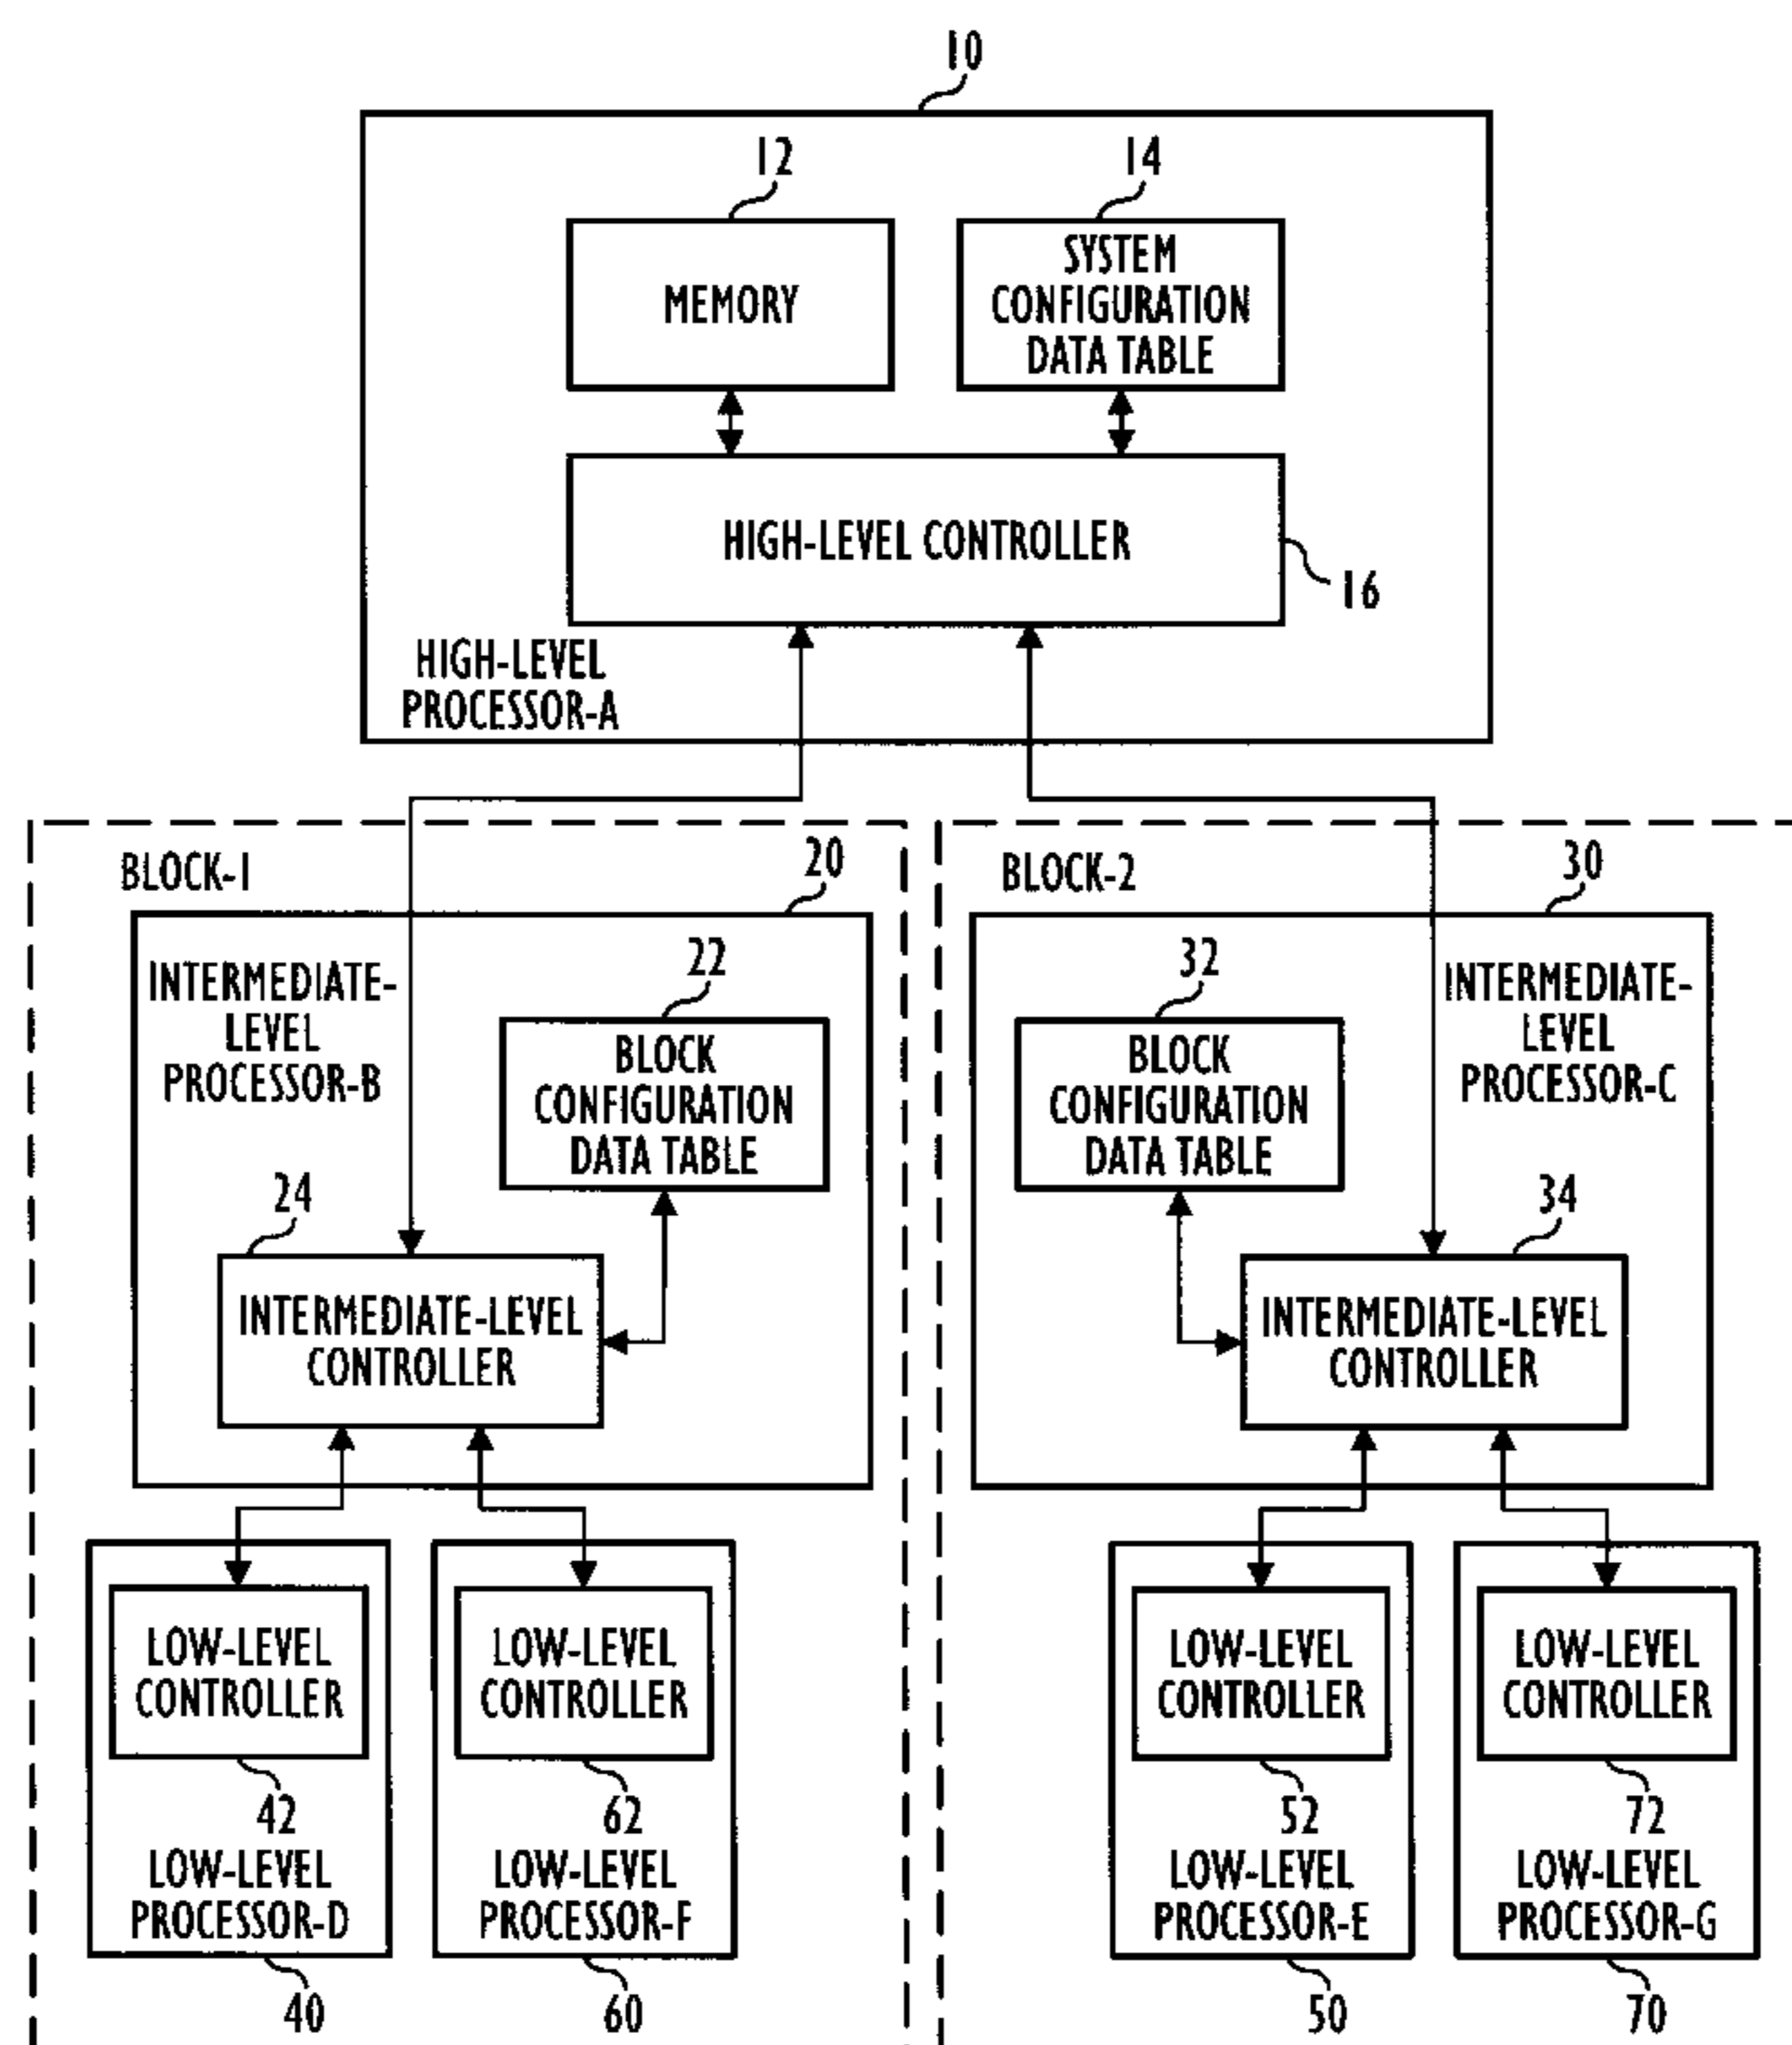 10
12
14
MEMORY
SYSTEM
CONFIGURATION
DATA TABLE
HIGH-LEVEL CONTROLLER
16
HIGH-LEVEL
PROCESSOR-A
BLOCK-1
20
INTERMEDIATE-
LEVEL
PROCESSOR-B
22
BLOCK
CONFIGURATION
DATA TABLE
24
INTERMEDIATE-LEVEL
CONTROLLER
LOW-LEVEL
CONTROLLER
42
LOW-LEVEL
PROCESSOR-D
40
LOW-LEVEL
CONTROLLER
62
LOW-LEVEL
PROCESSOR-F
60
BLOCK-2
30
32
BLOCK
CONFIGURATION
DATA TABLE
INTERMEDIATE-
LEVEL
PROCESSOR-C
34
INTERMEDIATE-LEVEL
CONTROLLER
LOW-LEVEL
CONTROLLER
52
LOW-LEVEL
PROCESSOR-E
50
LOW-LEVEL
CONTROLLER
72
LOW-LEVEL
PROCESSOR-G
70